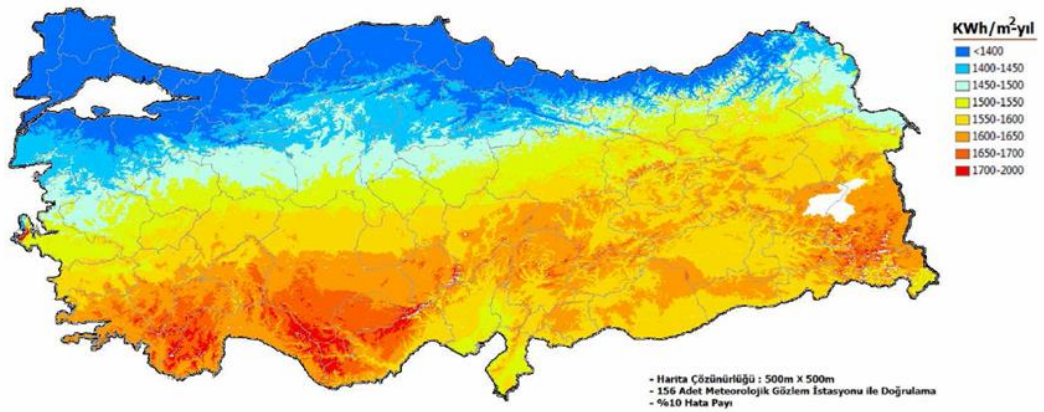 KWh/m²-yıl
<1400
1400-1450
1450-1500
1500-1550
1550-1600
1600-1650
1650-1700
1700-2000
- Harita Çözünürlüğü : 500m X 500m
- 156 Adet Meteorolojik Gözlem İstasyonu ile Doğrulama
- %10 Hata Payı